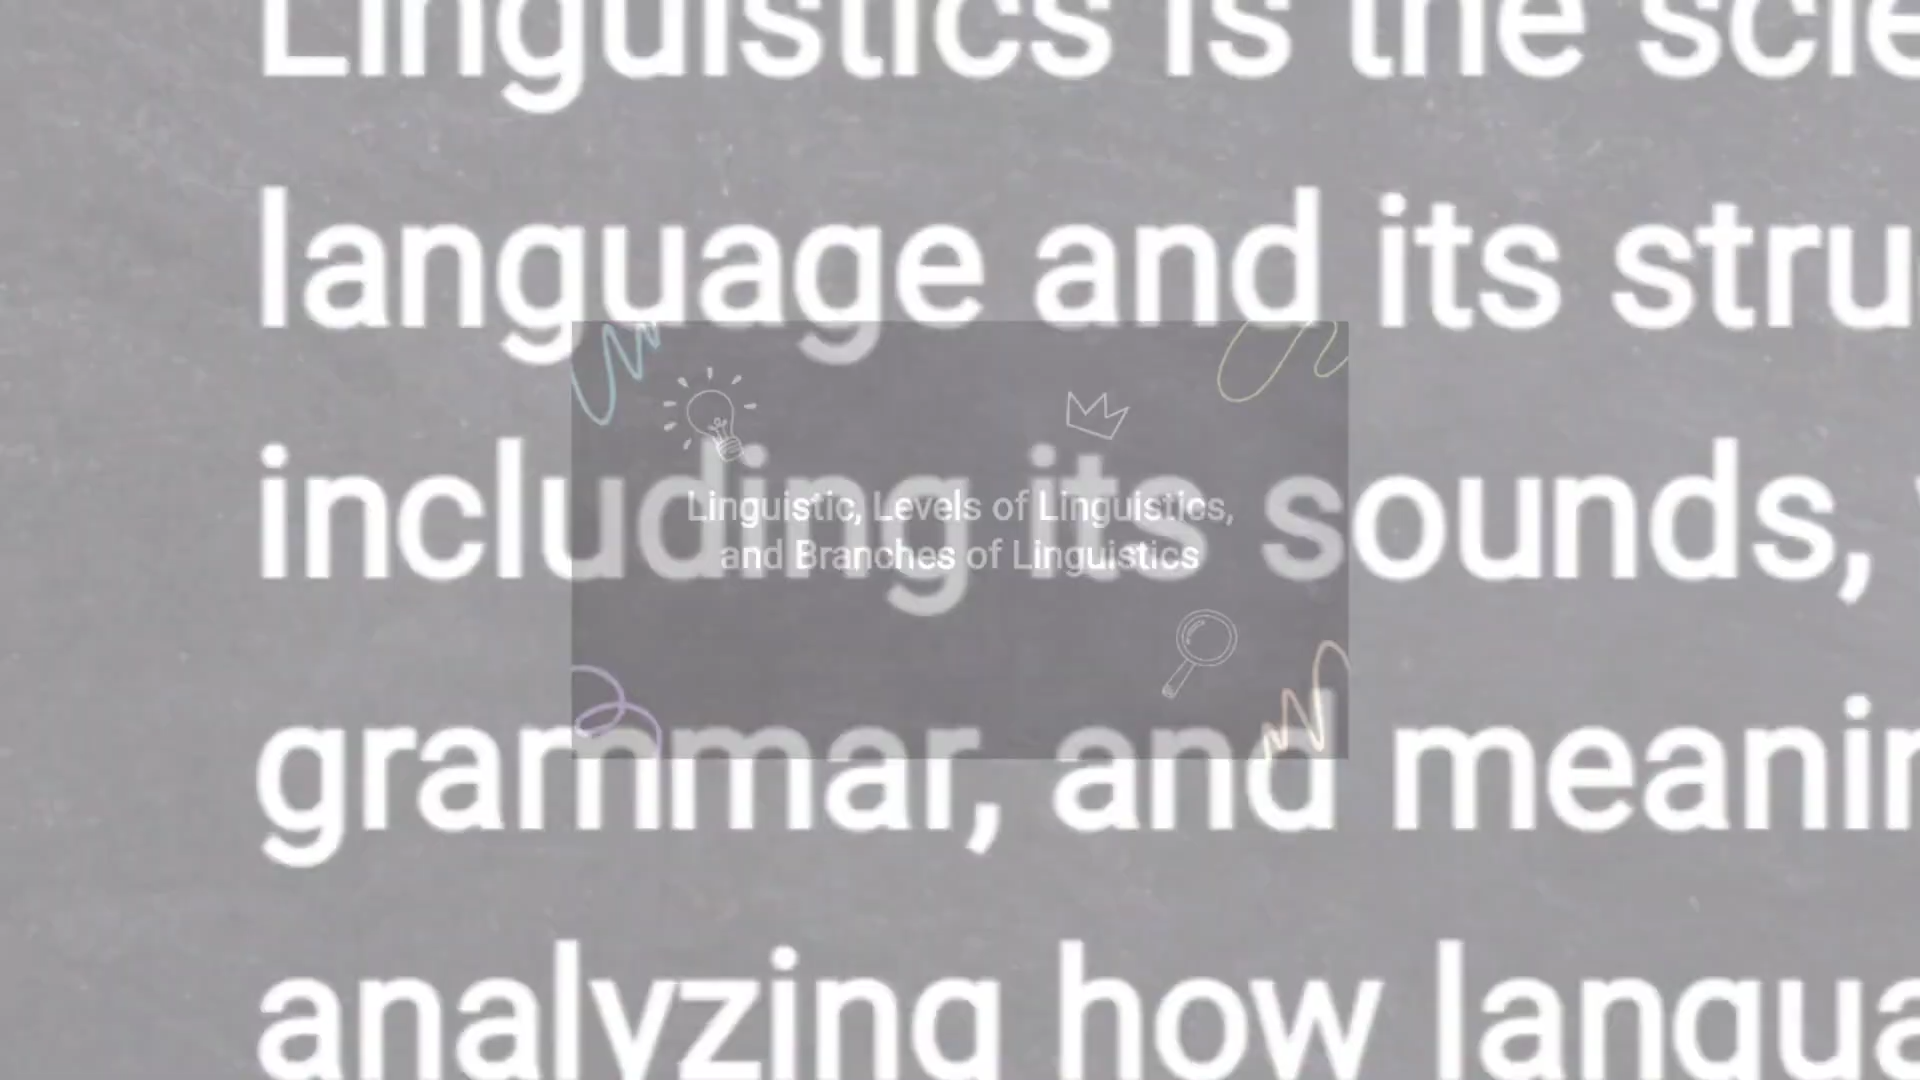 Linguistics is the scie
language and its stru
including its sounds,
grammar, and meanin
analyzing how langua
Linguistic, Levels of Linguistics,
and Branches of Linguistics